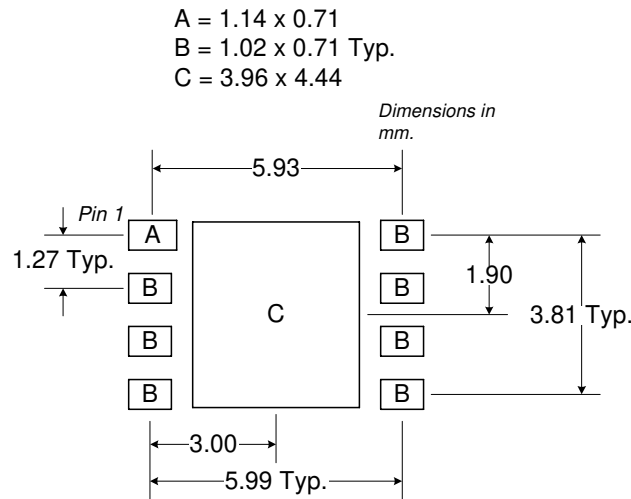 A = 1.14 x 0.71
B = 1.02 x 0.71 Typ.
C = 3.96 x 4.44
Dimensions in
mm.
5.93
Pin 1
A
B
1.27 Typ.
1.90
B
B
C
3.81 Typ.
B
B
B
B
3.00
5.99 Typ.